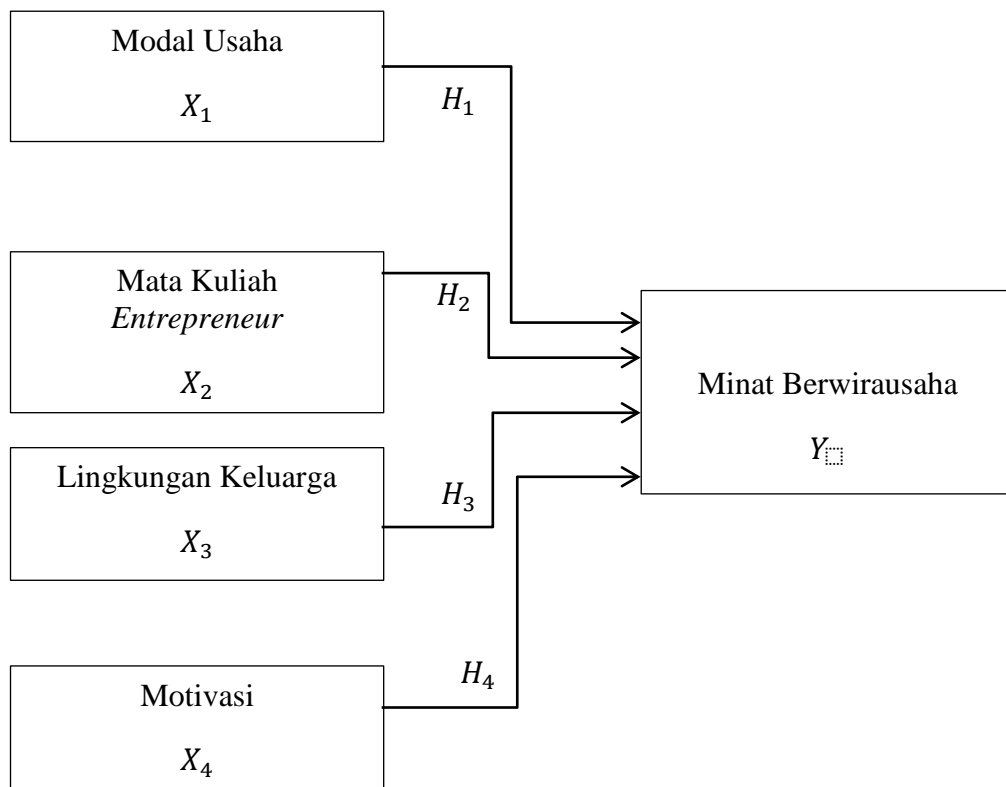 Modal Usaha
𝑋₁
𝐻₁
Mata Kuliah
Entrepreneur
𝑋₂
𝐻₂
Minat Berwirausaha
𝑌
Lingkungan Keluarga
𝑋₃
𝐻₃
Motivasi
𝑋₄
𝐻₄